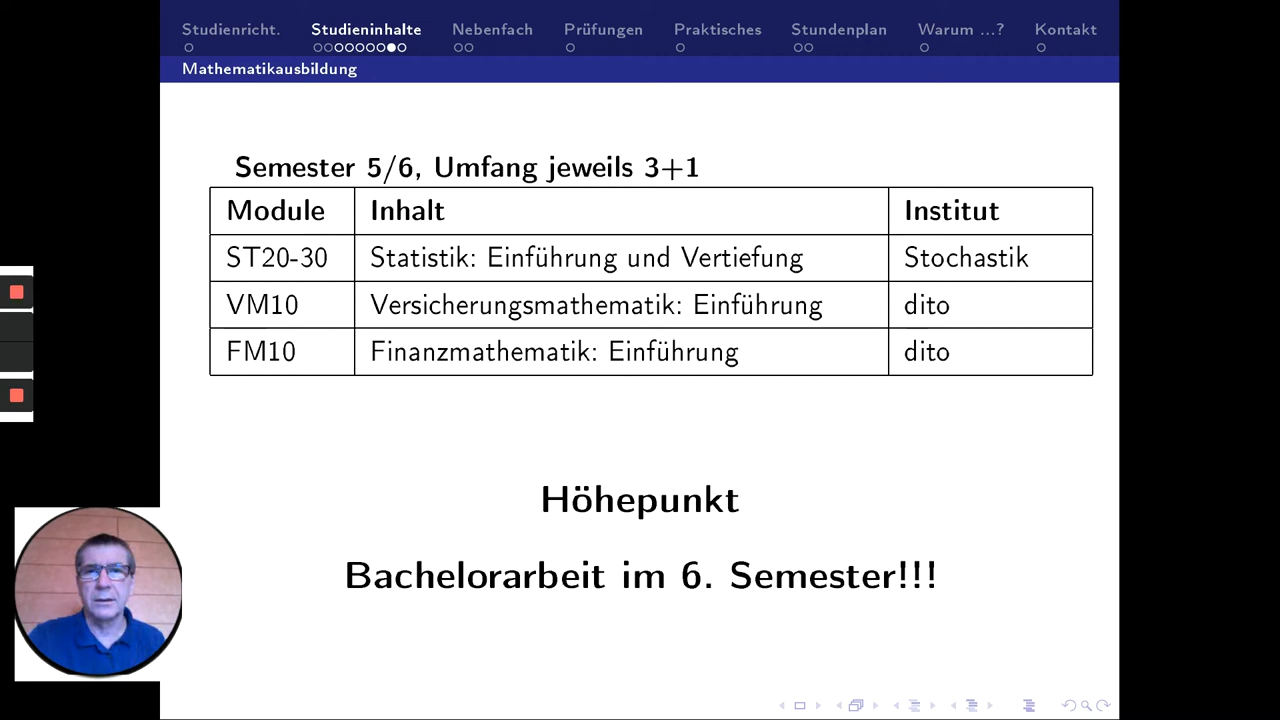 Studienricht. Studieninhalte Nebenfach Prüfungen Praktisches Stundenplan Warum ...? Kontakt
Mathematikausbildung
Semester 5/6, Umfang jeweils 3+1
Module Inhalt Institut
ST20-30 Statistik: Einführung und Vertiefung Stochastik
VM10 Versicherungsmathematik: Einführung dito
FM10 Finanzmathematik: Einführung dito
Höhepunkt
Bachelorarbeit im 6. Semester!!!